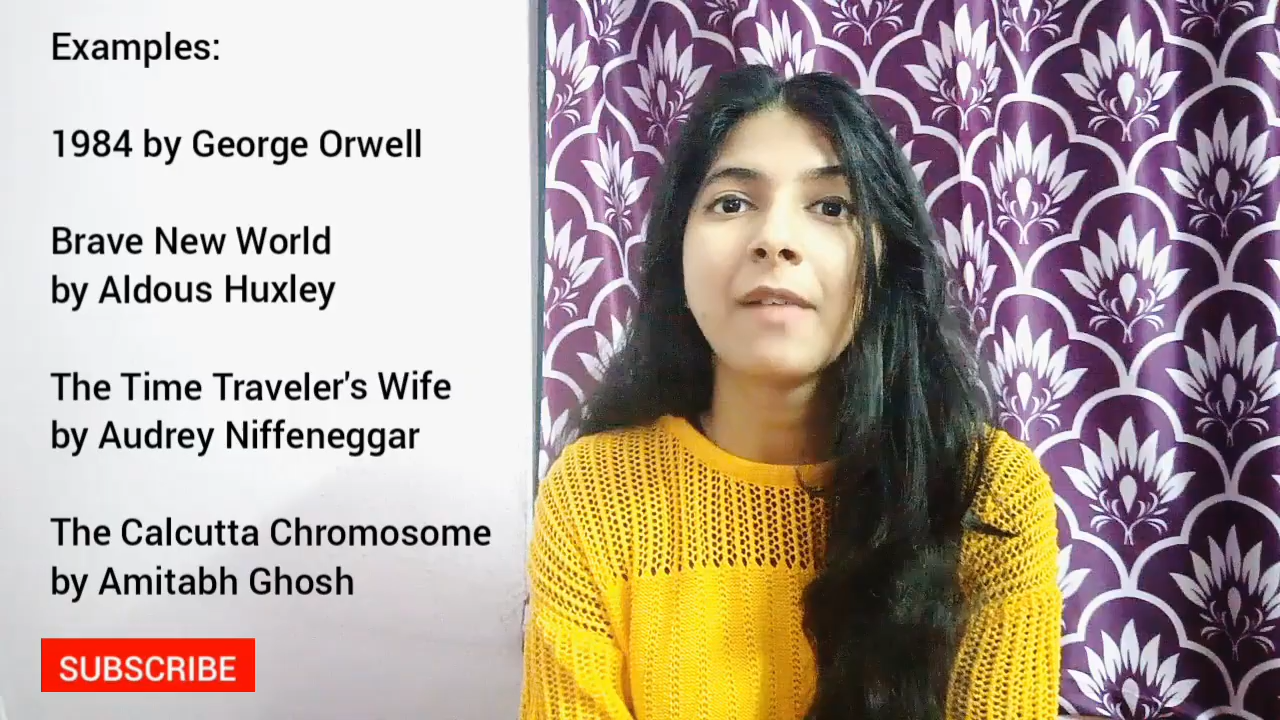 Examples:
1984 by George Orwell
Brave New World
by Aldous Huxley
The Time Traveler's Wife
by Audrey Niffeneggar
The Calcutta Chromosome
by Amitabh Ghosh
SUBSCRIBE